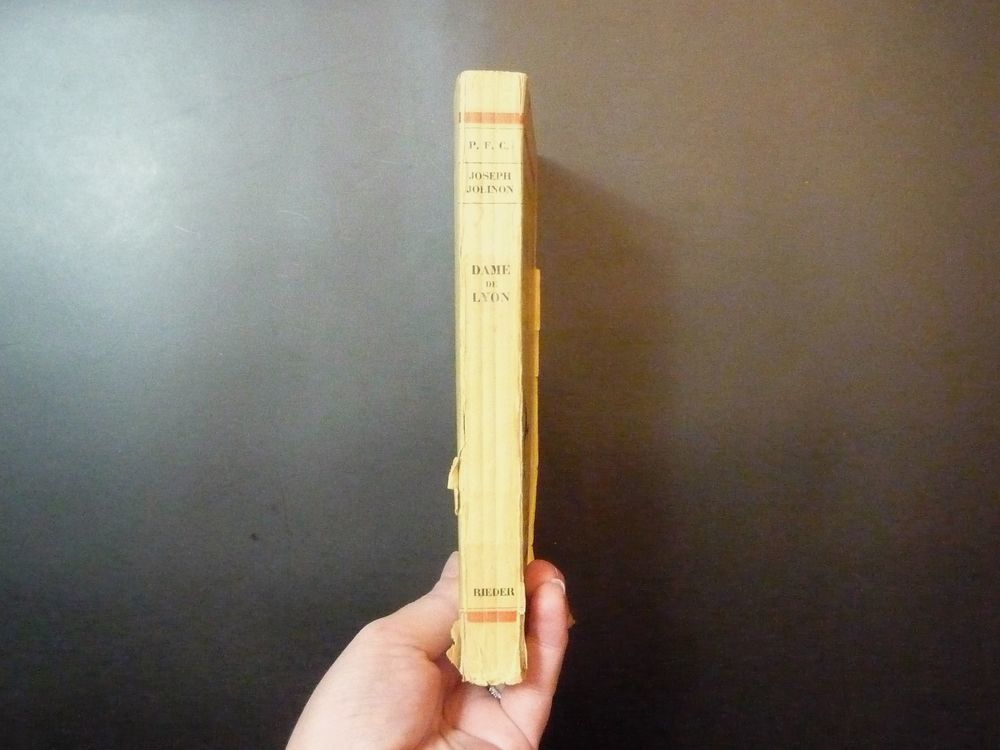 P. F. C.
JOSEPH
JOLINON
DAME
DE
LYON
RIEDER